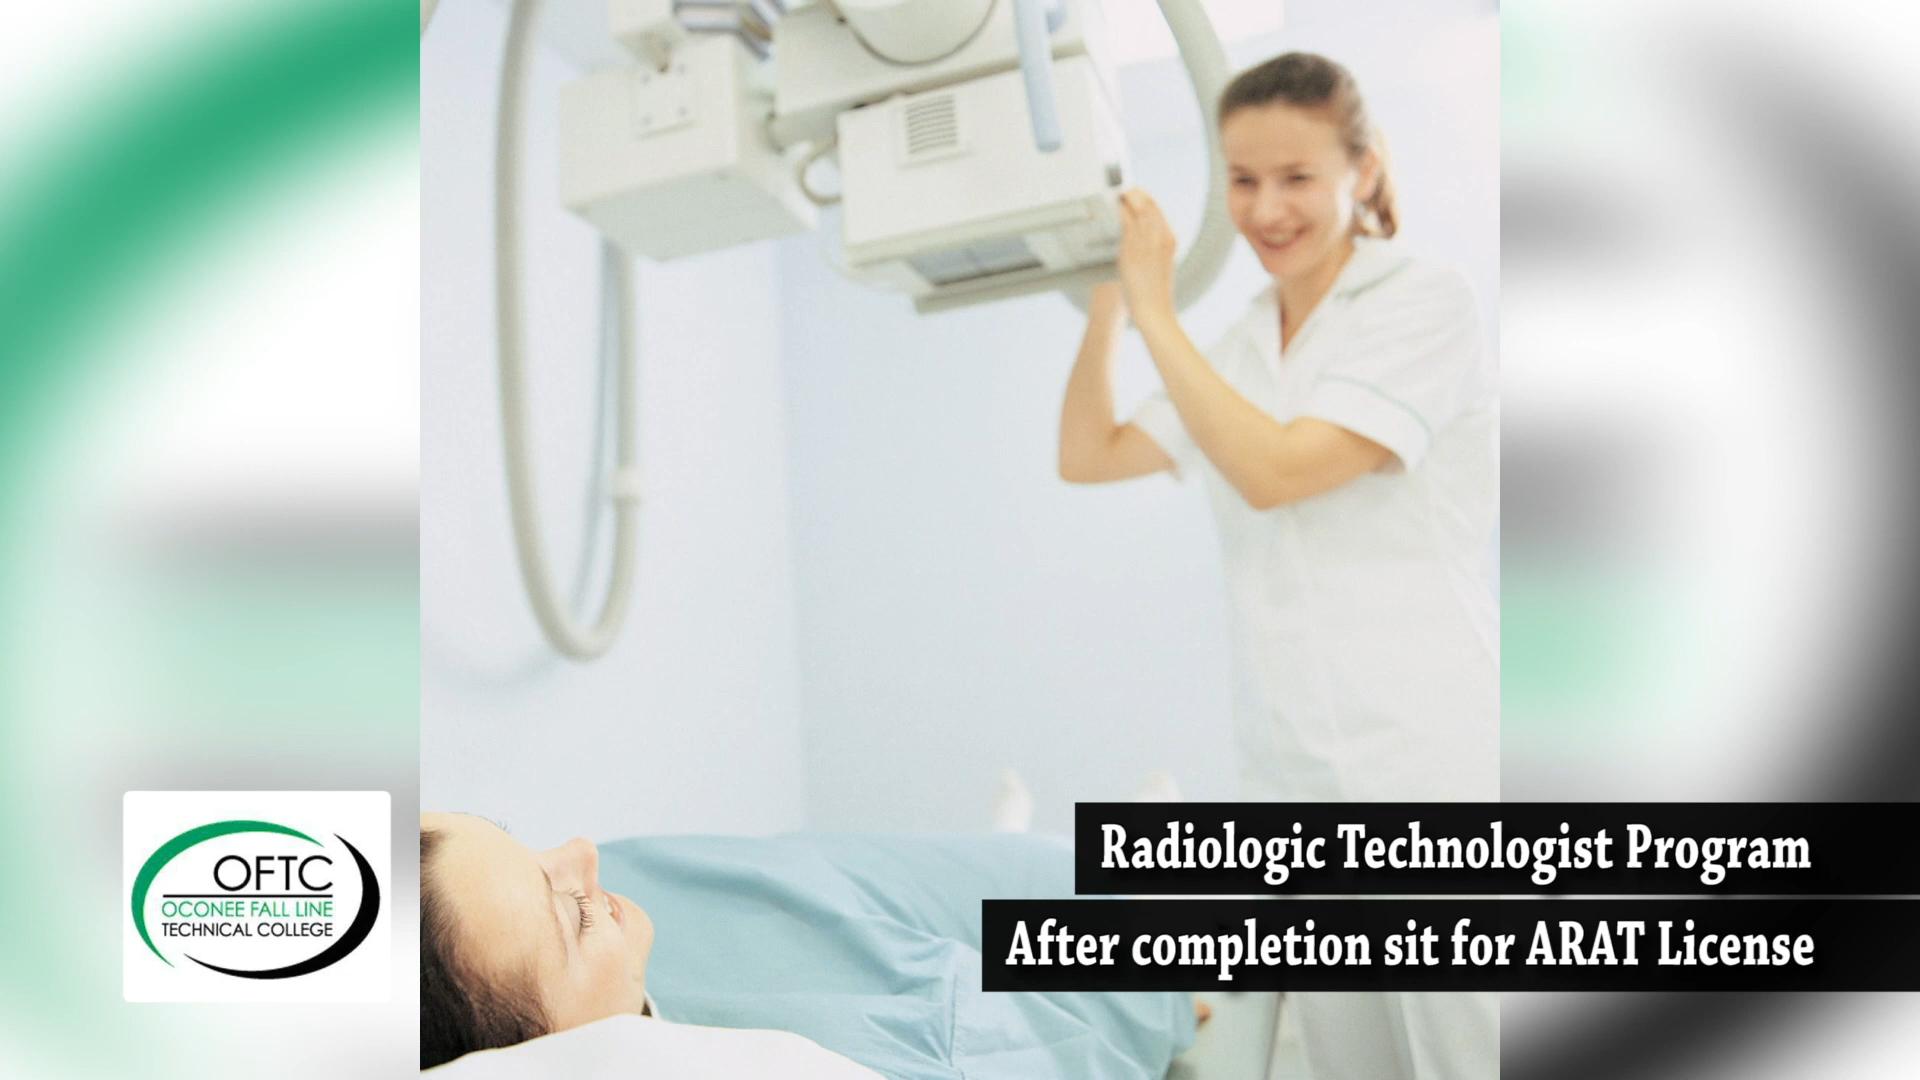 Radiologic Technologist Program
After completion sit for ARAT License
OFTC
OCONEE FALL LINE
TECHNICAL COLLEGE